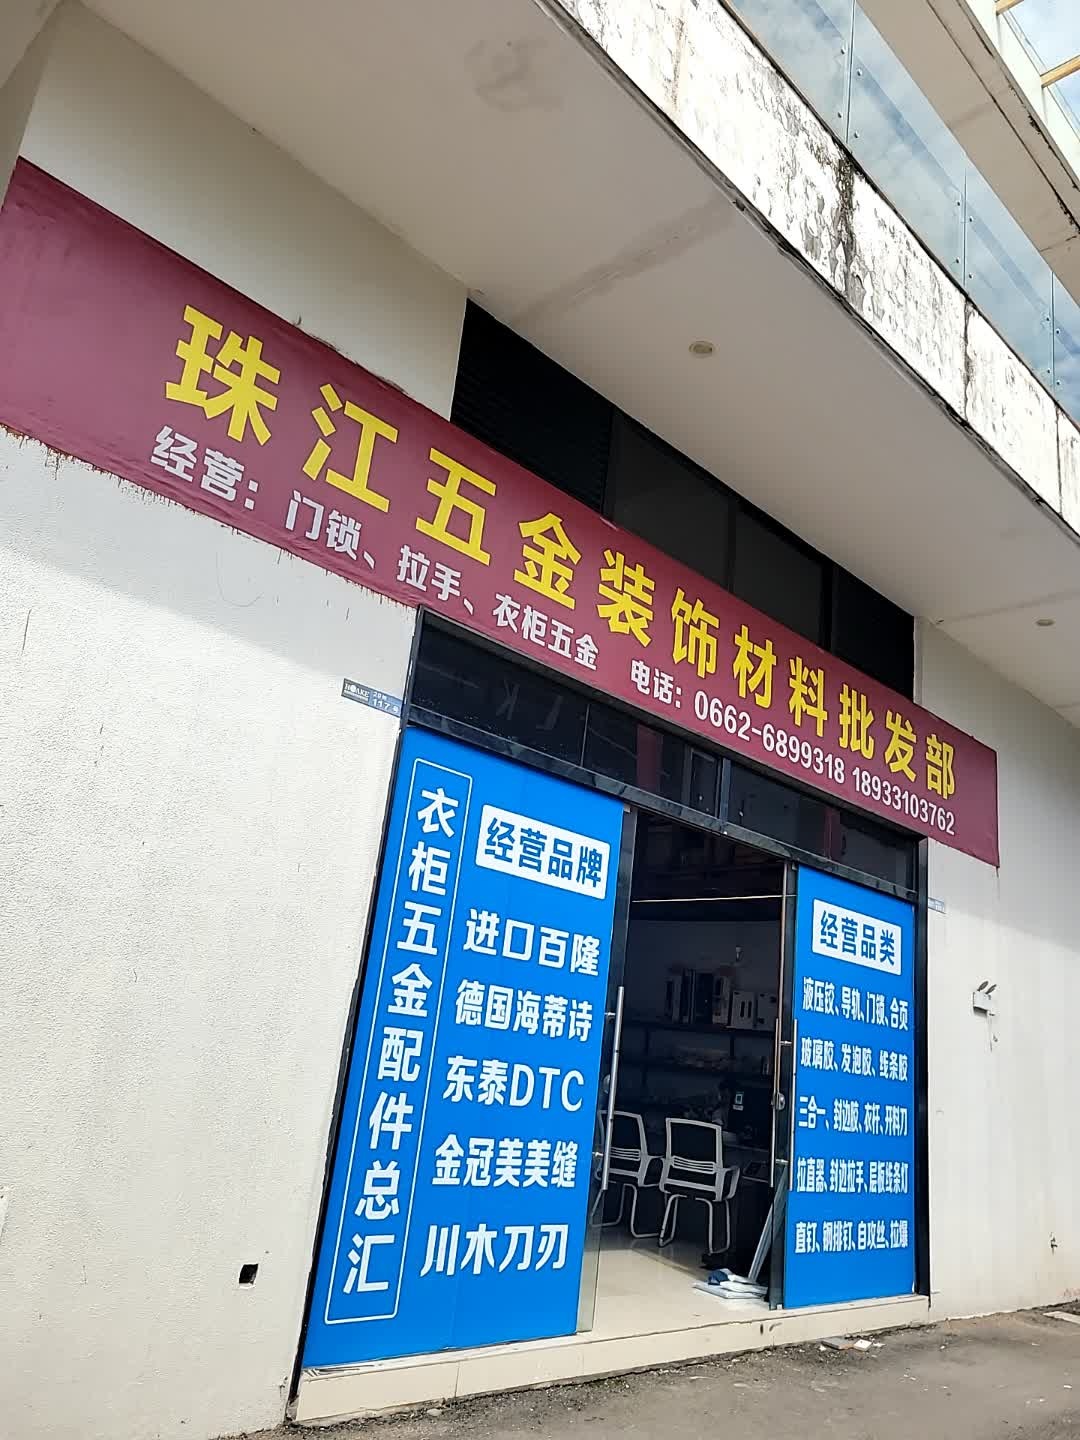 珠江五金装饰材料批发部
经营：门锁、拉手、衣柜五金 电话：0662-6899318 18933103762
117
衣柜五金配件总汇
经营品牌
进口百隆
德国海蒂诗
东泰DTC
金冠美美缝
川木刀刃
经营品类
液压铰、导轨、门锁、合页
玻璃胶、发泡胶、线条胶
三合一、封边胶、衣杆、开料刀
拉直器、封边拉手、层板线条灯
直钉、钢排钉、自攻丝、拉爆